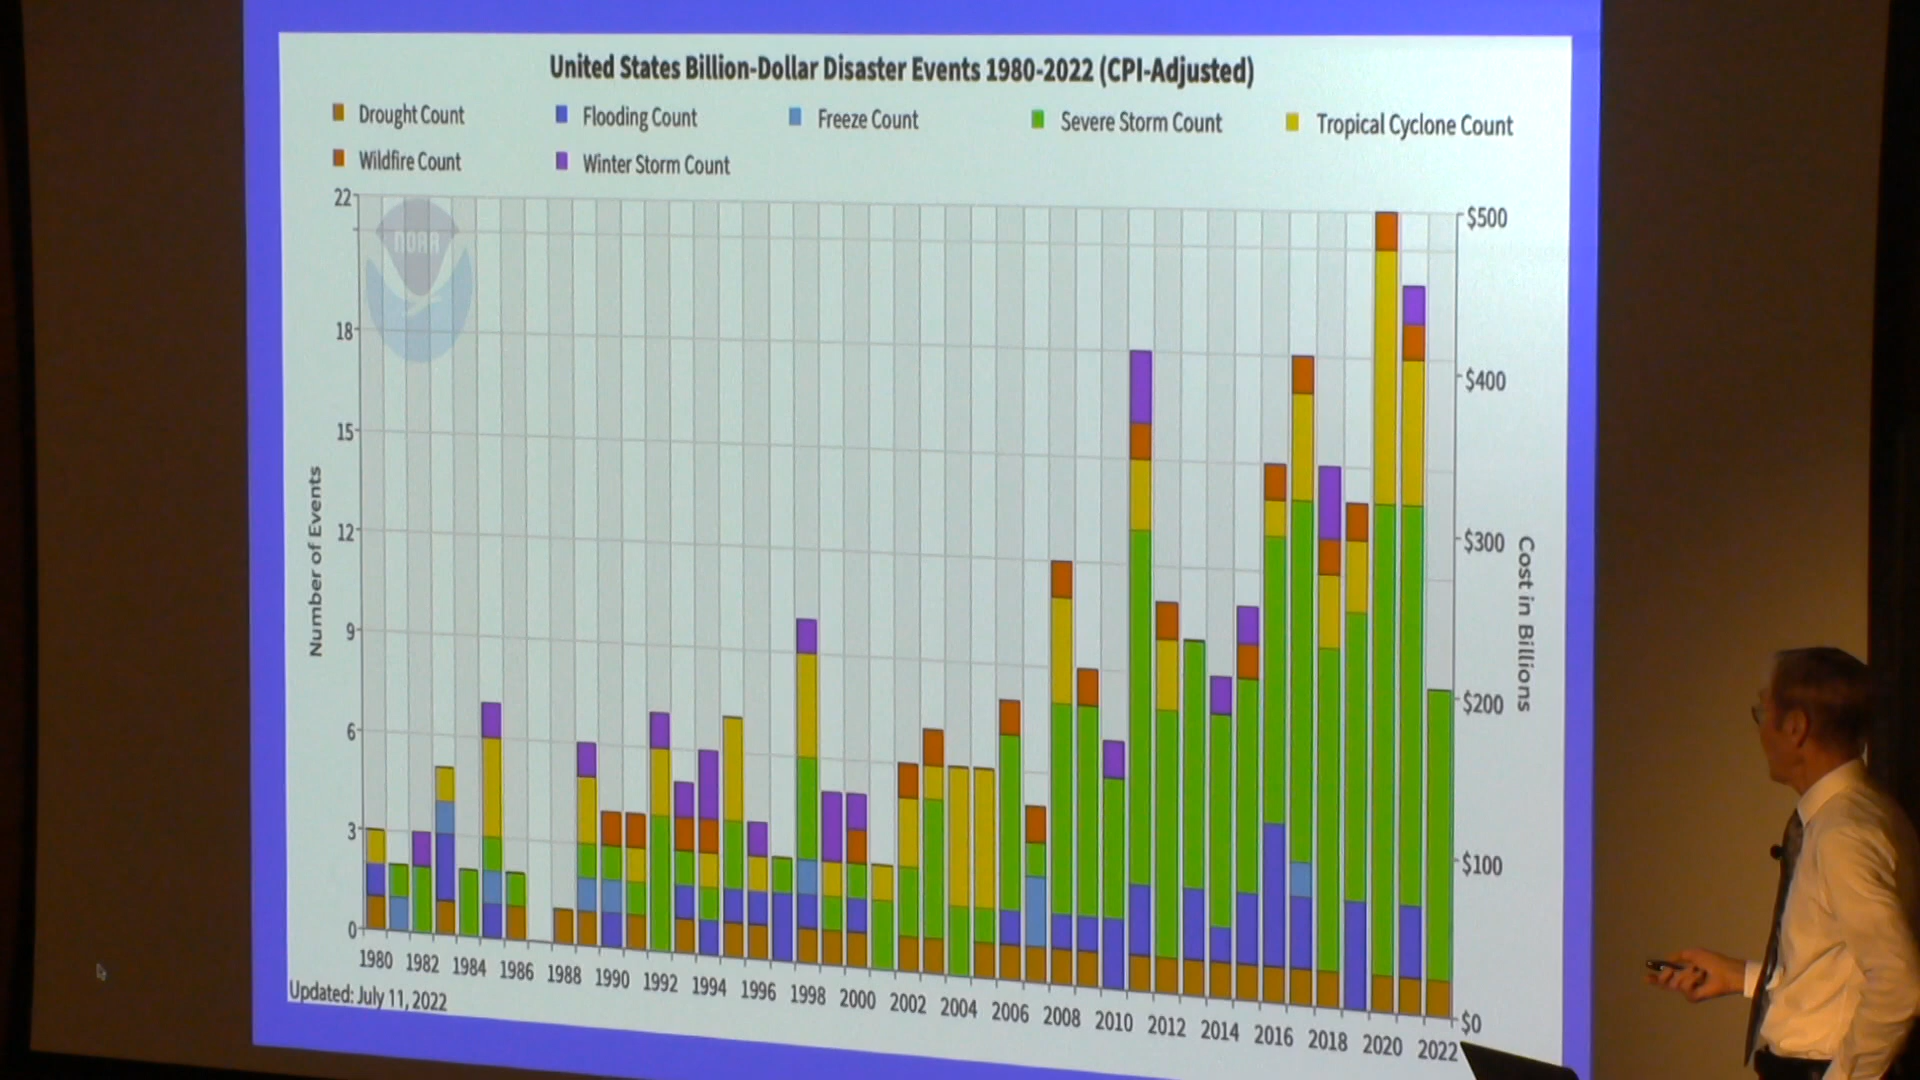 United States Billion-Dollar Disaster Events 1980-2022 (CPI-Adjusted)
Drought Count Flooding Count Freeze Count Severe Storm Count Tropical Cyclone Count
Wildfire Count Winter Storm Count
NOAA
22
18
15
12
9
6
3
0
Number of Events
$500
$400
$300
$200
$100
$0
Cost in Billions
1980 1982 1984 1986 1988 1990 1992 1994 1996 1998 2000 2002 2004 2006 2008 2010 2012 2014 2016 2018 2020 2022
Updated: July 11, 2022